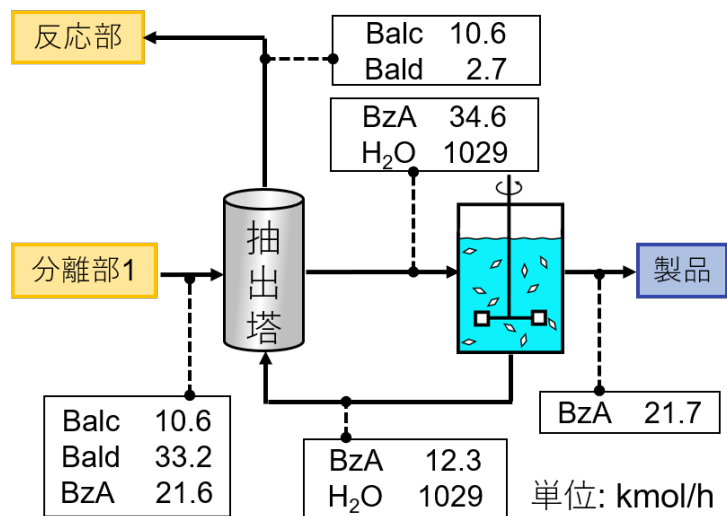 反応部
Balc 10.6
Bald 2.7
BzA 34.6
H₂O 1029
分離部1
抽出塔
製品
Balc 10.6
Bald 33.2
BzA 21.6
BzA 12.3
H₂O 1029
BzA 21.7
単位: kmol/h